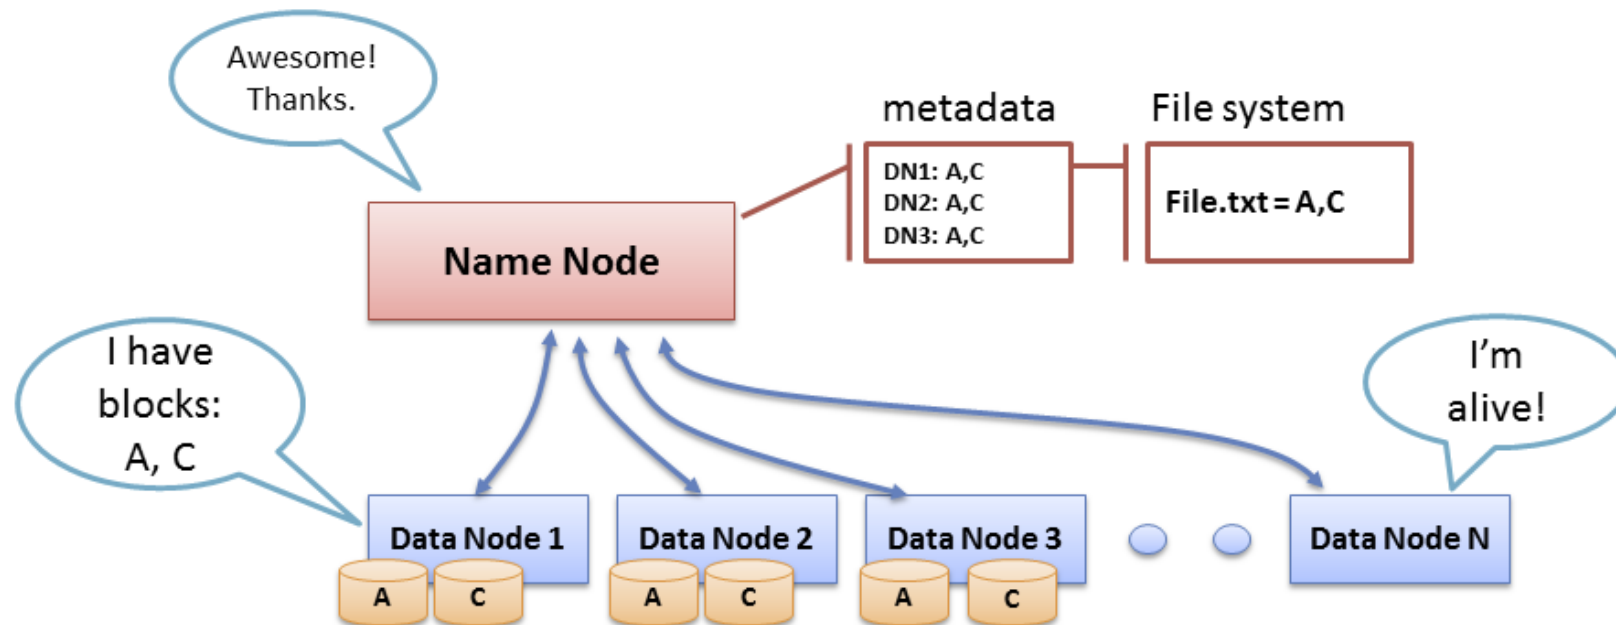 Awesome!
Thanks.
metadata
File system
DN1: A,C
DN2: A,C
DN3: A,C
File.txt = A,C
Name Node
I have
blocks:
A, C
I’m
alive!
Data Node 1
Data Node 2
Data Node 3
Data Node N
A
C
A
C
A
C